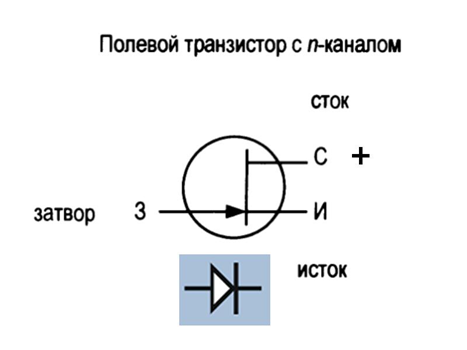 Полевой транзистор с n-каналом
сток
С +
затвор З И
исток